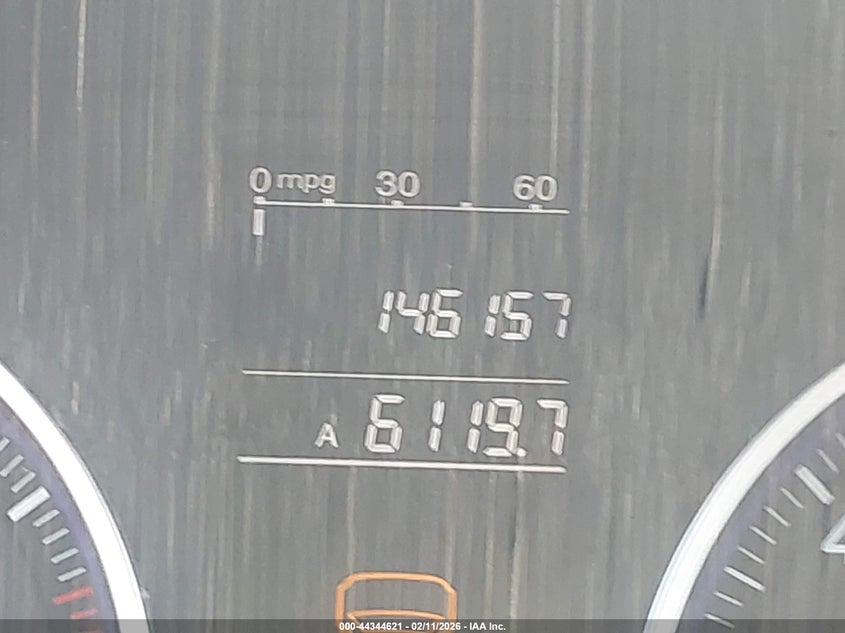 0 mpg 30 60
146157
A 6119.7
000-44344621 - 02/11/2026 - IAA Inc.